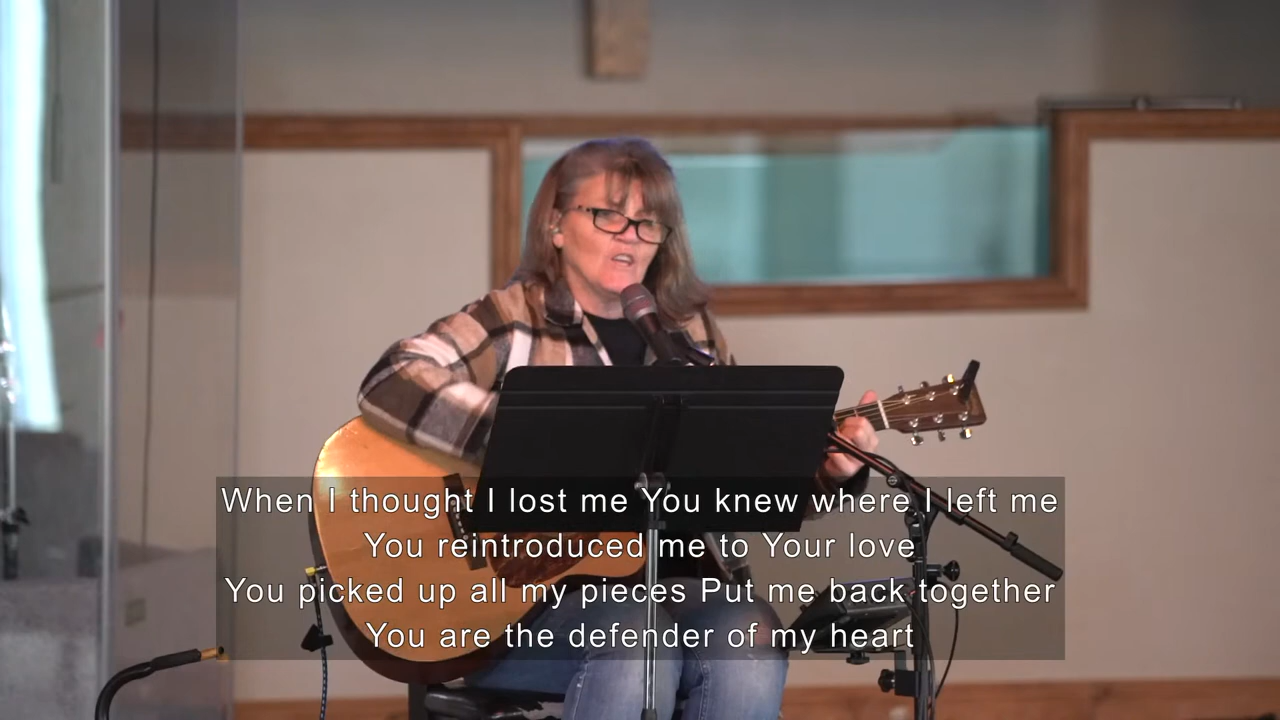 When I thought I lost me You knew where I left me
You reintroduced me to Your love
You picked up all my pieces Put me back together
You are the defender of my heart